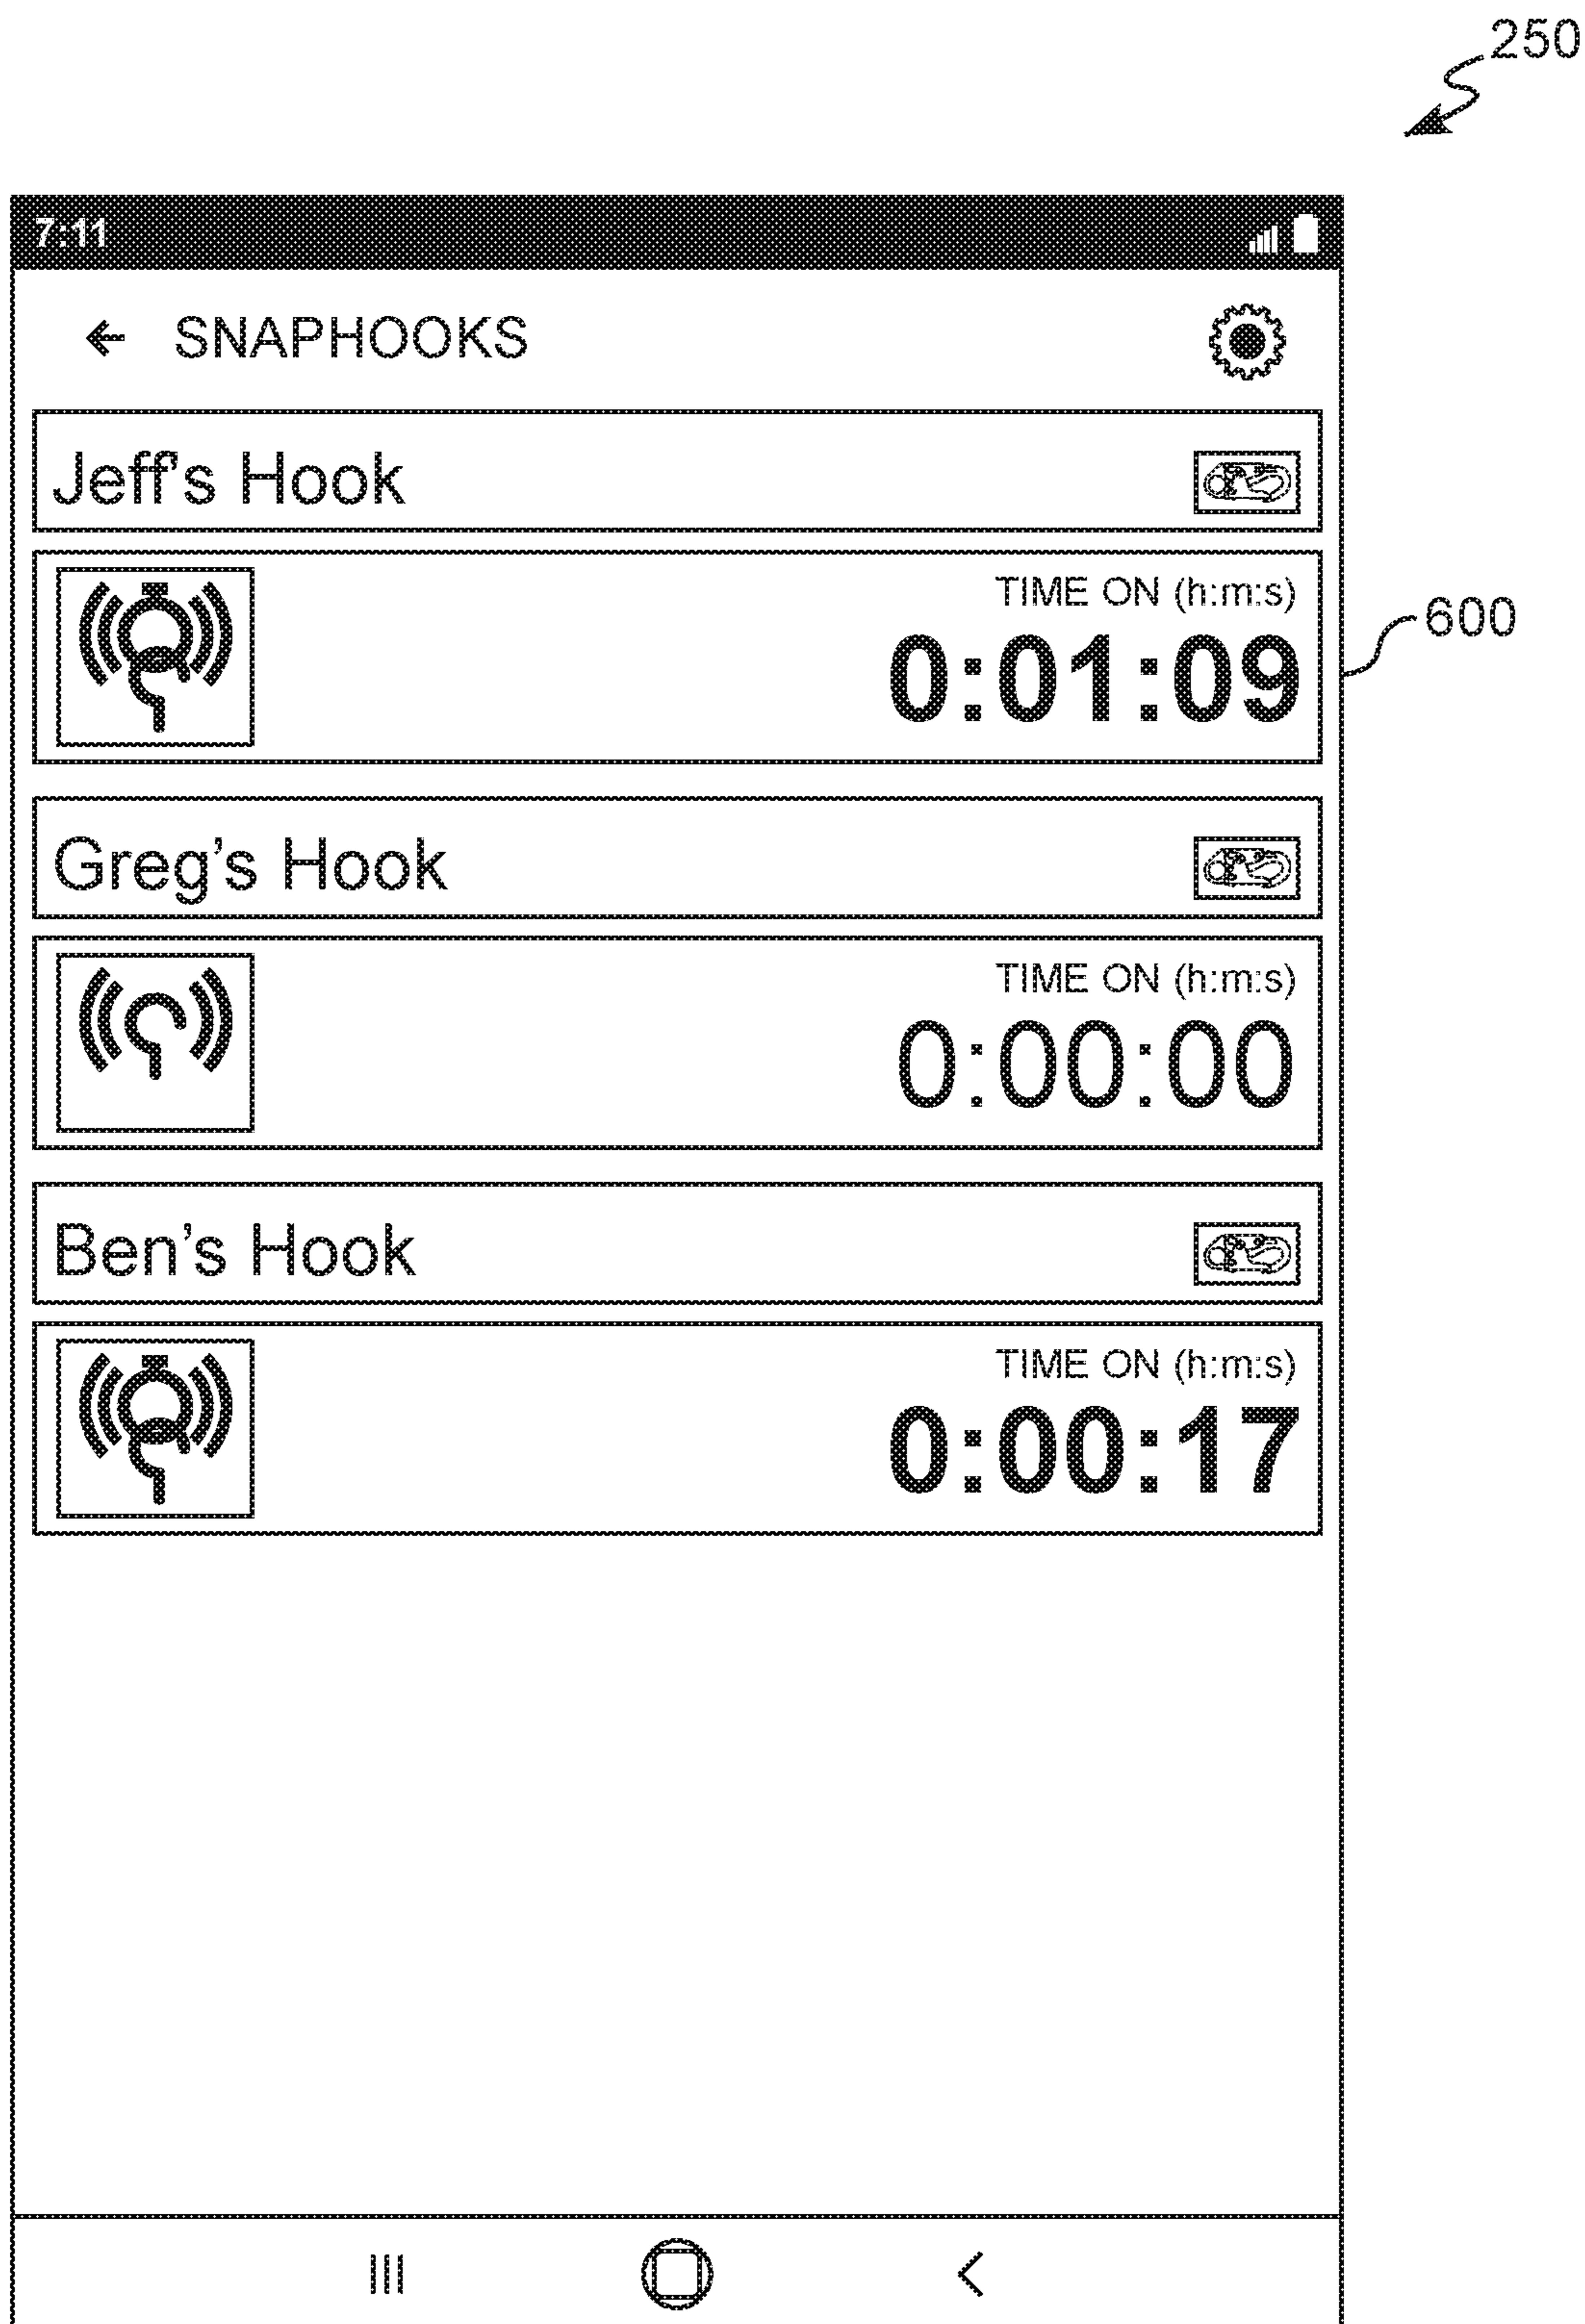 250
7:11
SNAPHOOKS
Jeff's Hook
TIME ON (h:m:s)
0:01:09
600
Greg's Hook
TIME ON (h:m:s)
0:00:00
Ben's Hook
TIME ON (h:m:s)
0:00:17